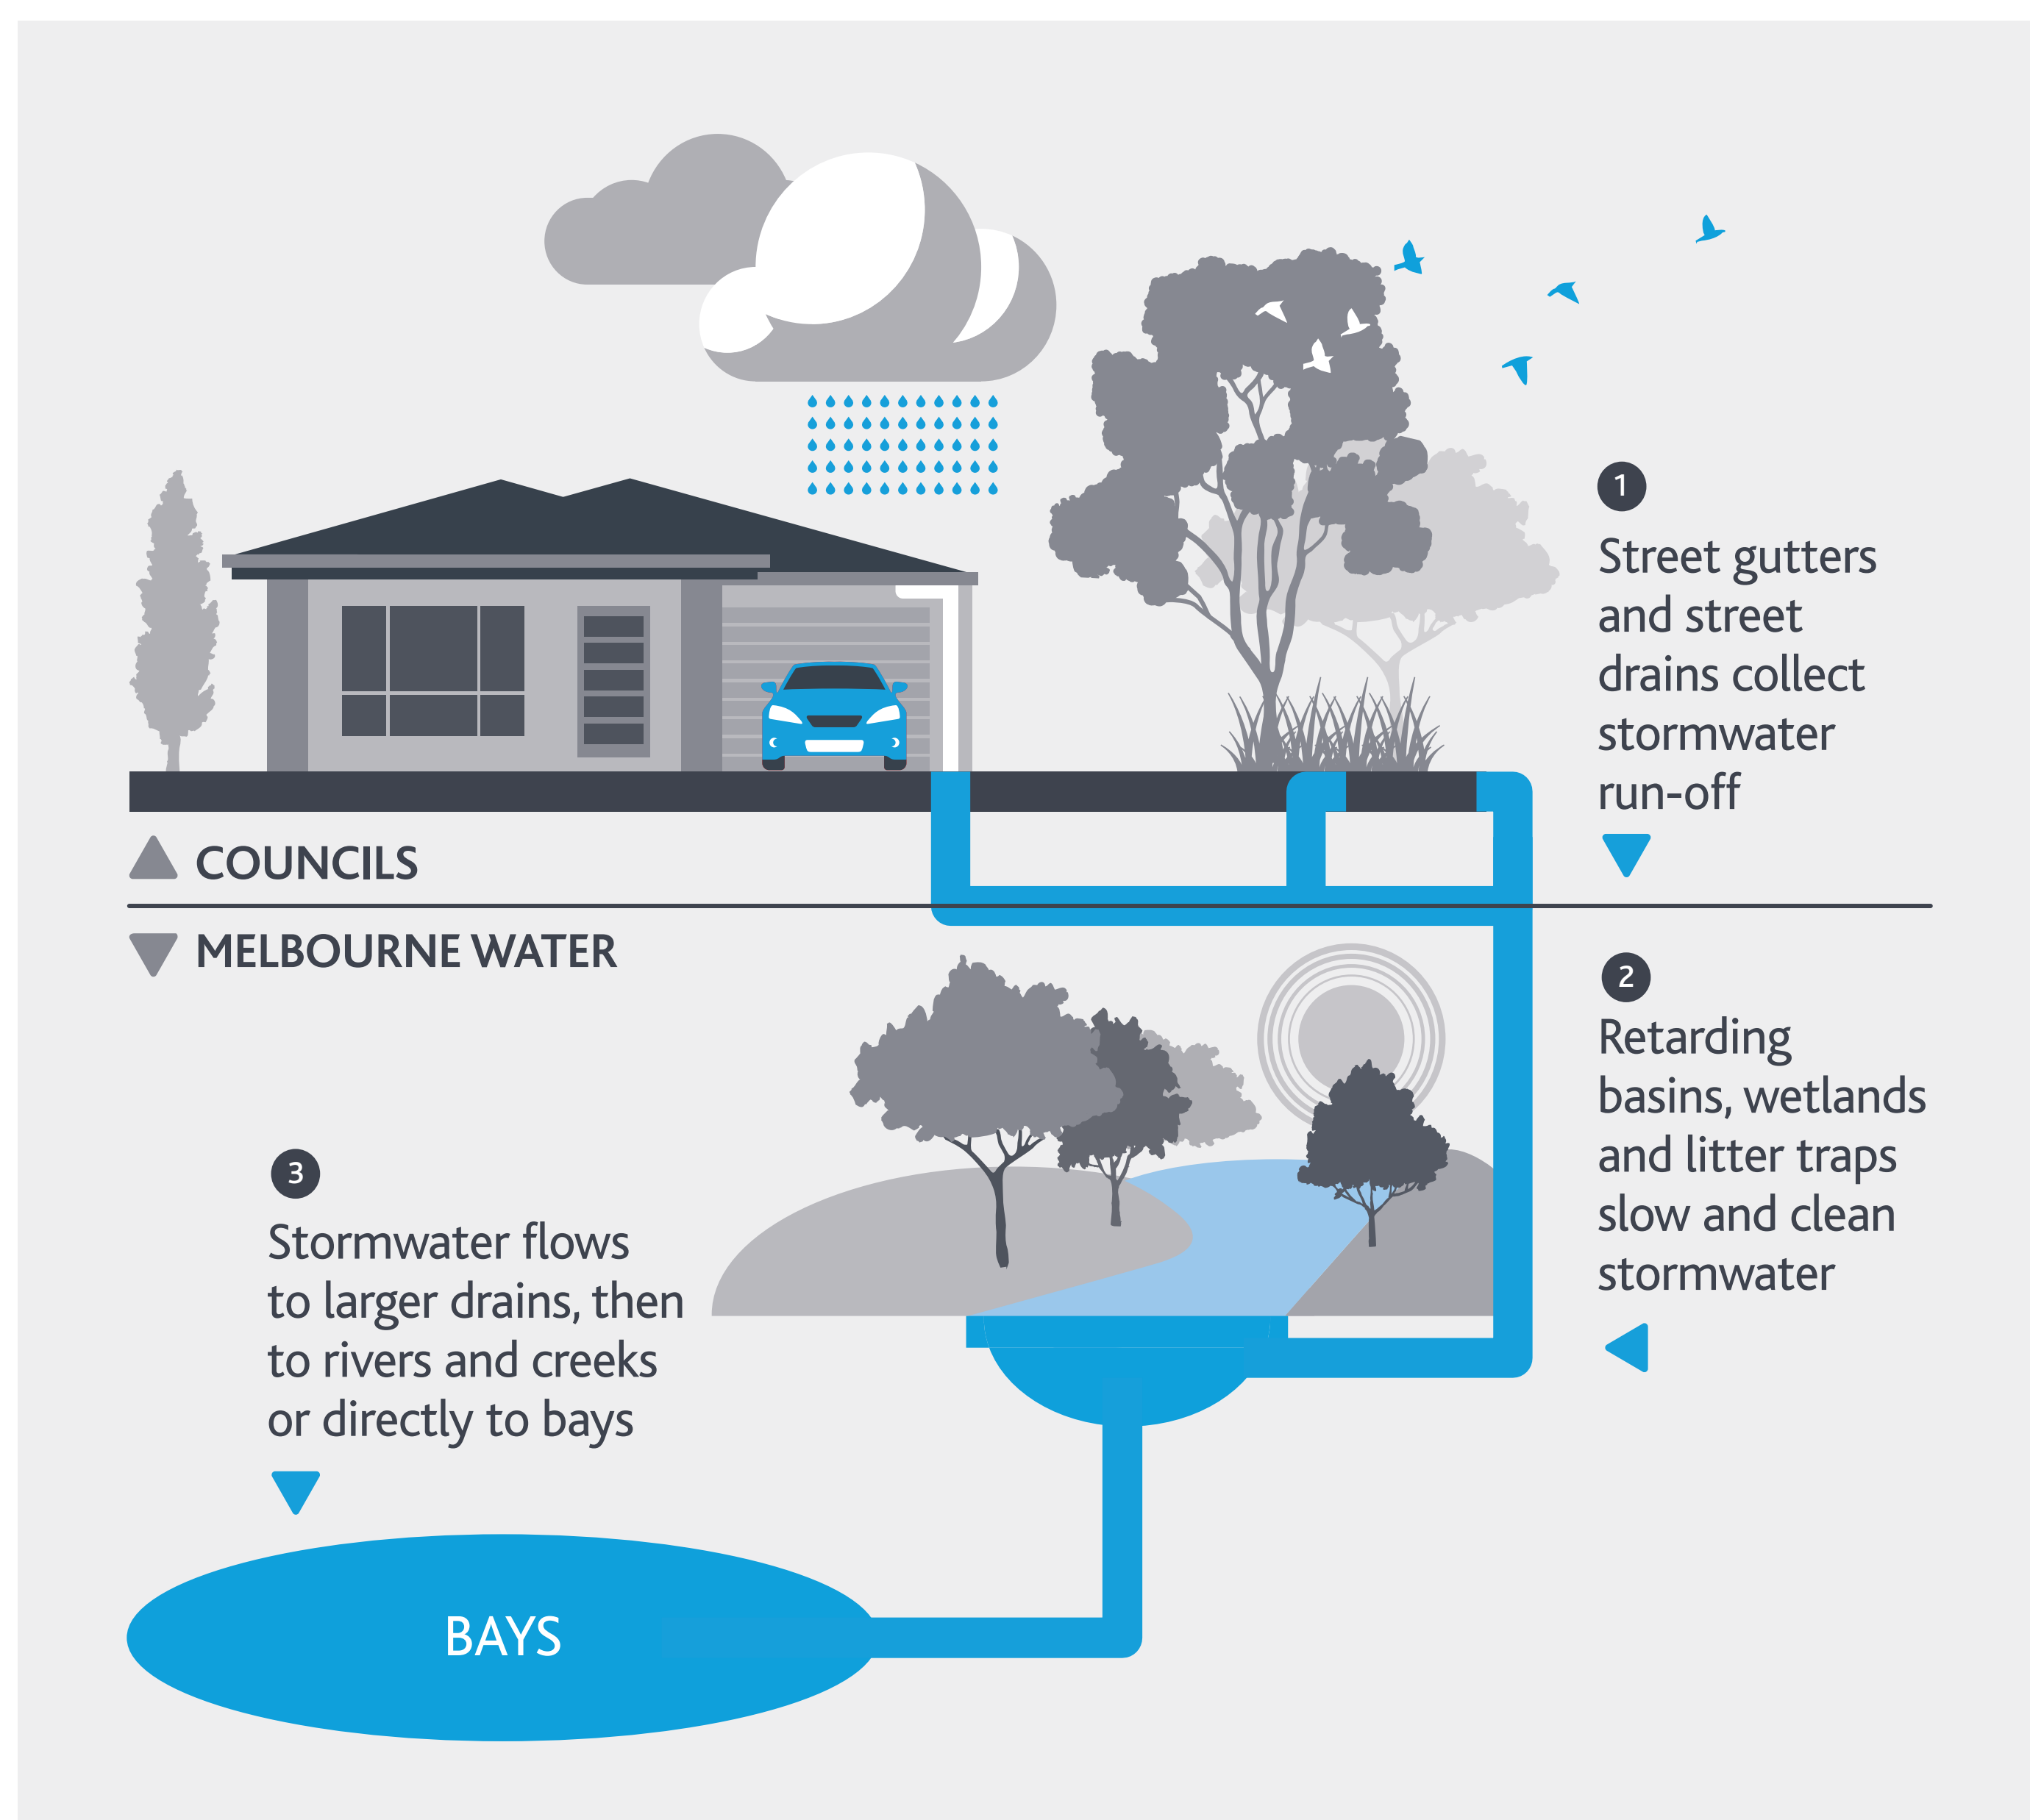 1
Street gutters
and street
drains collect
stormwater
run-off
COUNCILS
MELBOURNE WATER
2
Retarding
basins, wetlands
and litter traps
slow and clean
stormwater
3
Stormwater flows
to larger drains, then
to rivers and creeks
or directly to bays
BAYS